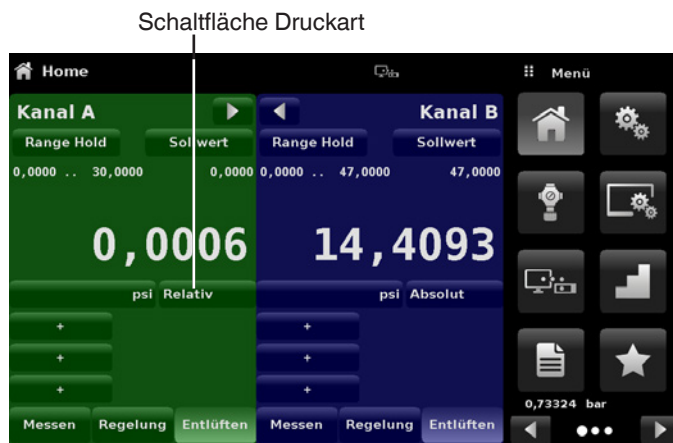 Schaltfläche Druckart
Home
Menü
Kanal A
Kanal B
Range Hold Sollwert
Range Hold Sollwert
0,0000 .. 30,0000 0,0000
0,0000 .. 47,0000 47,0000
0,0006
14,4093
psi Relativ
psi Absolut
+
+
+
+
+
+
0,73324 bar
Messen Regelung Entlüften
Messen Regelung Entlüften